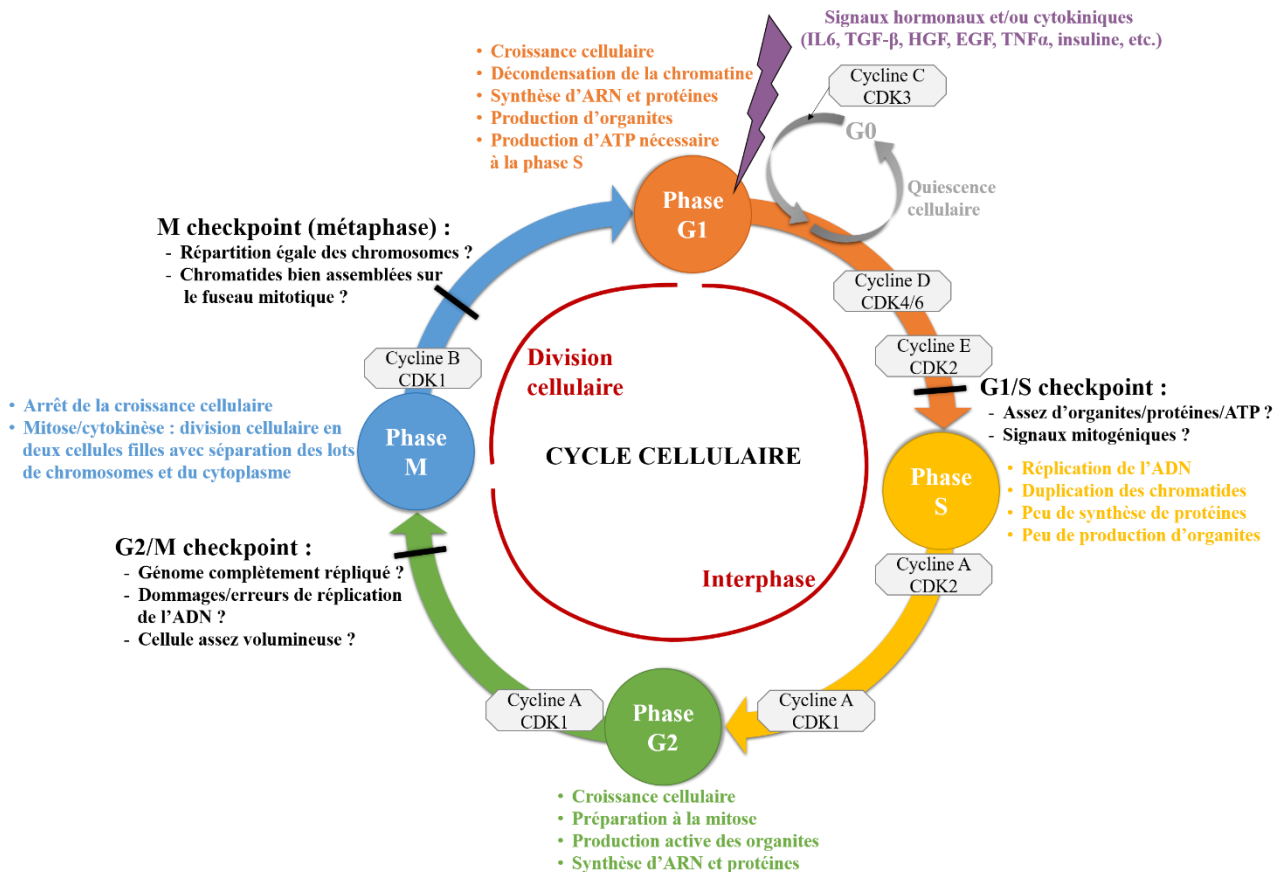 Signaux hormonaux et/ou cytokiniques
(IL6, TGF-β, HGF, EGF, TNFα, insuline, etc.)
• Croissance cellulaire
• Décondensation de la chromatine
• Synthèse d'ARN et protéines
• Production d'organites
• Production d'ATP nécessaire
à la phase S
Cycline C
CDK3
G0
Quiescence
cellulaire
Phase
G1
M checkpoint (métaphase) :
- Répartition égale des chromosomes ?
- Chromatides bien assemblées sur
le fuseau mitotique ?
Cycline D
CDK4/6
Cycline E
CDK2
G1/S checkpoint :
- Assez d'organites/protéines/ATP ?
- Signaux mitogéniques ?
Cycline B
CDK1
Division
cellulaire
• Arrêt de la croissance cellulaire
• Mitose/cytokinèse : division cellulaire en
deux cellules filles avec séparation des lots
de chromosomes et du cytoplasme
Phase
M
CYCLE CELLULAIRE
Phase
S
• Réplication de l'ADN
• Duplication des chromatides
• Peu de synthèse de protéines
• Peu de production d'organites
G2/M checkpoint :
- Génome complètement répliqué ?
- Dommages/erreurs de réplication
de l'ADN ?
- Cellule assez volumineuse ?
Interphase
Cycline A
CDK2
Cycline A
CDK1
Phase
G2
Cycline A
CDK1
• Croissance cellulaire
• Préparation à la mitose
• Production active des organites
• Synthèse d'ARN et protéines